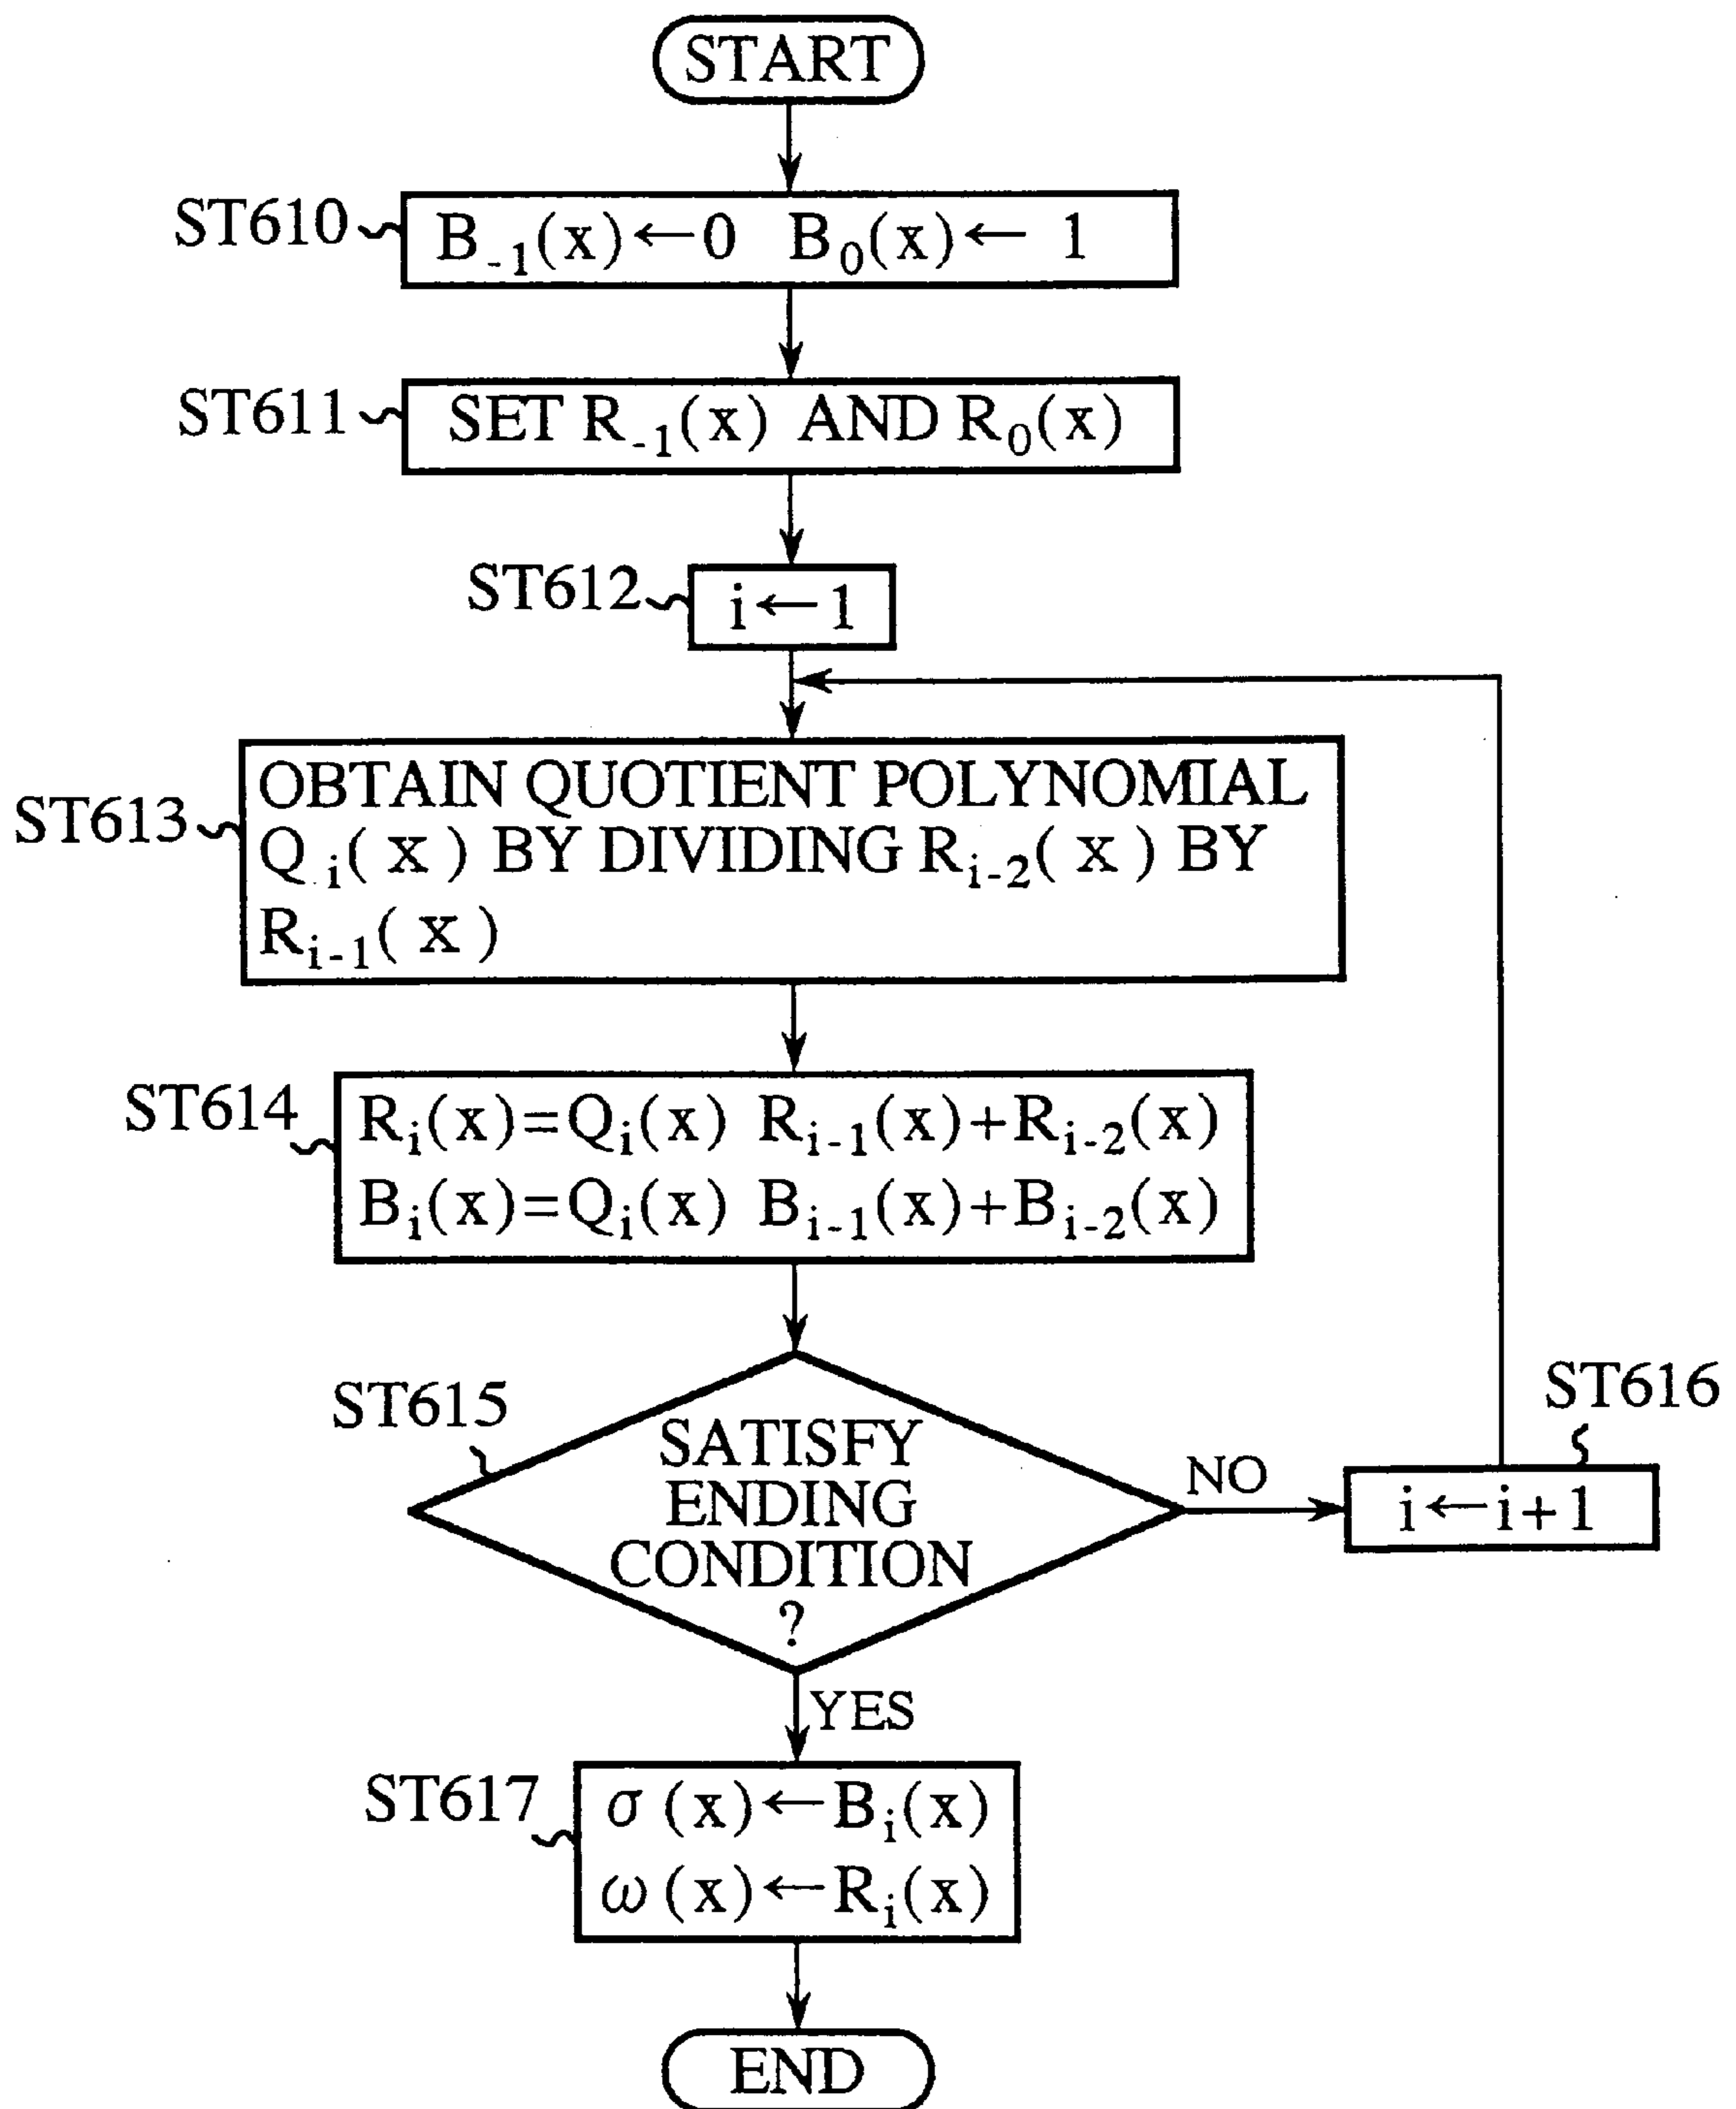 START
ST610
B₋₁(x)←0 B₀(x)← 1
ST611
SET R₋₁(x) AND R₀(x)
ST612
i←1
ST613
OBTAIN QUOTIENT POLYNOMIAL
Qᵢ(x) BY DIVIDING Rᵢ₋₂(x) BY
Rᵢ₋₁(x)
ST614
Rᵢ(x)=Qᵢ(x) Rᵢ₋₁(x)+Rᵢ₋₂(x)
Bᵢ(x)=Qᵢ(x) Bᵢ₋₁(x)+Bᵢ₋₂(x)
ST615
SATISFY
ENDING
CONDITION
?
NO
ST616
i←i+1
YES
ST617
σ(x)←Bᵢ(x)
ω(x)←Rᵢ(x)
END